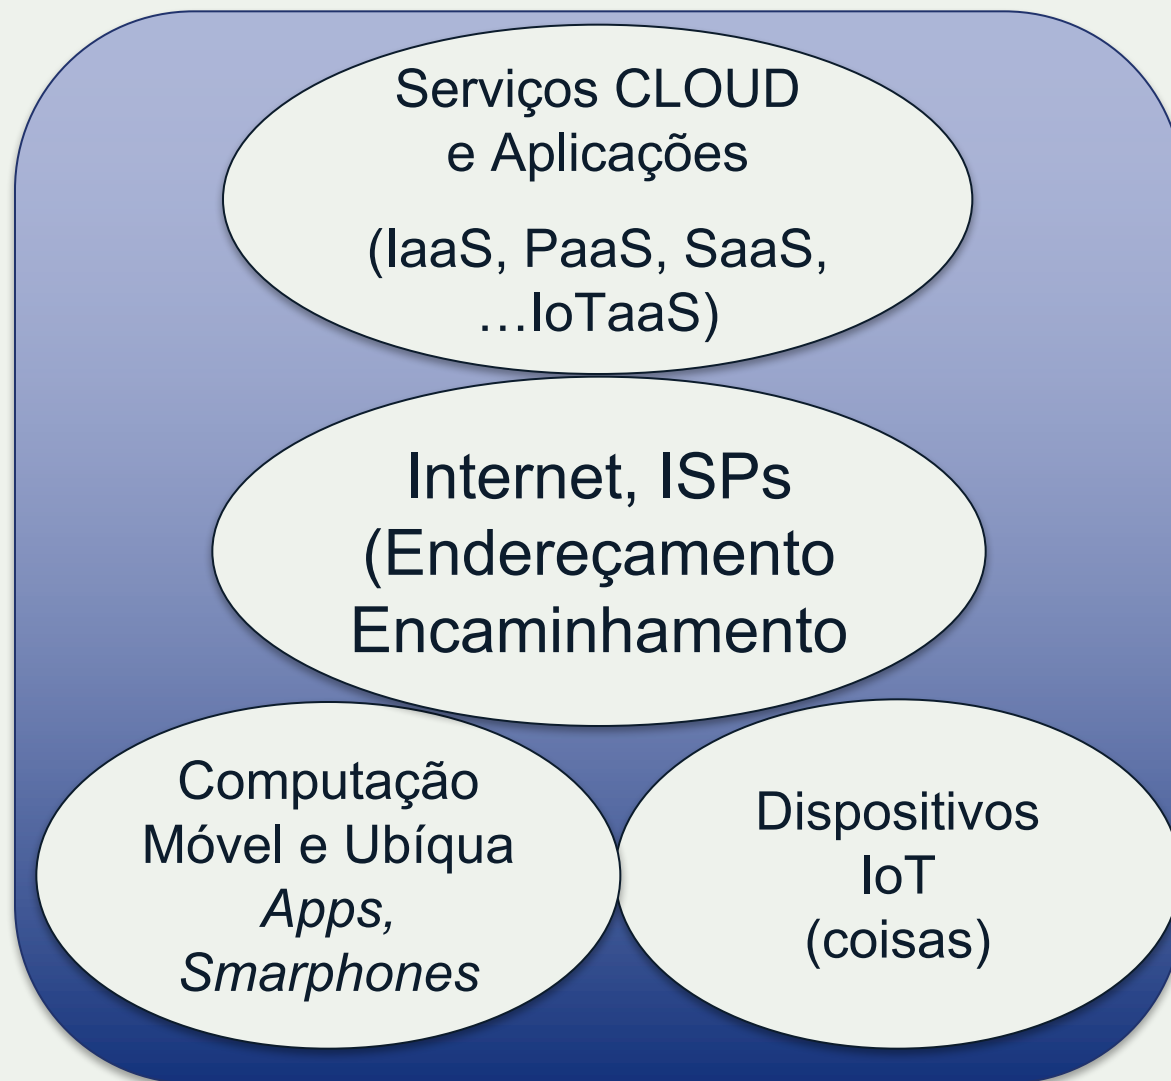 Serviços CLOUD
e Aplicações
(IaaS, PaaS, SaaS,
…IoTaaS)
Internet, ISPs
(Endereçamento
Encaminhamento
Computação
Móvel e Ubíqua
Apps,
Smarphones
Dispositivos
IoT
(coisas)